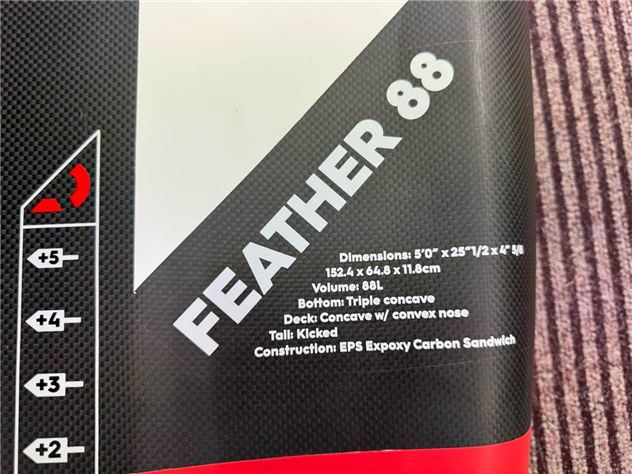 FEATHER 88
Dimensions: 5'0" x 25"1/2 x 4" 5/8
152.4 x 64.8 x 11.8cm
Volume: 88L
Bottom: Triple concave
Deck: Concave w/ convex nose
Tail: Kicked
Construction: EPS Expoxy Carbon Sandwich
+5
+4
+3
+2